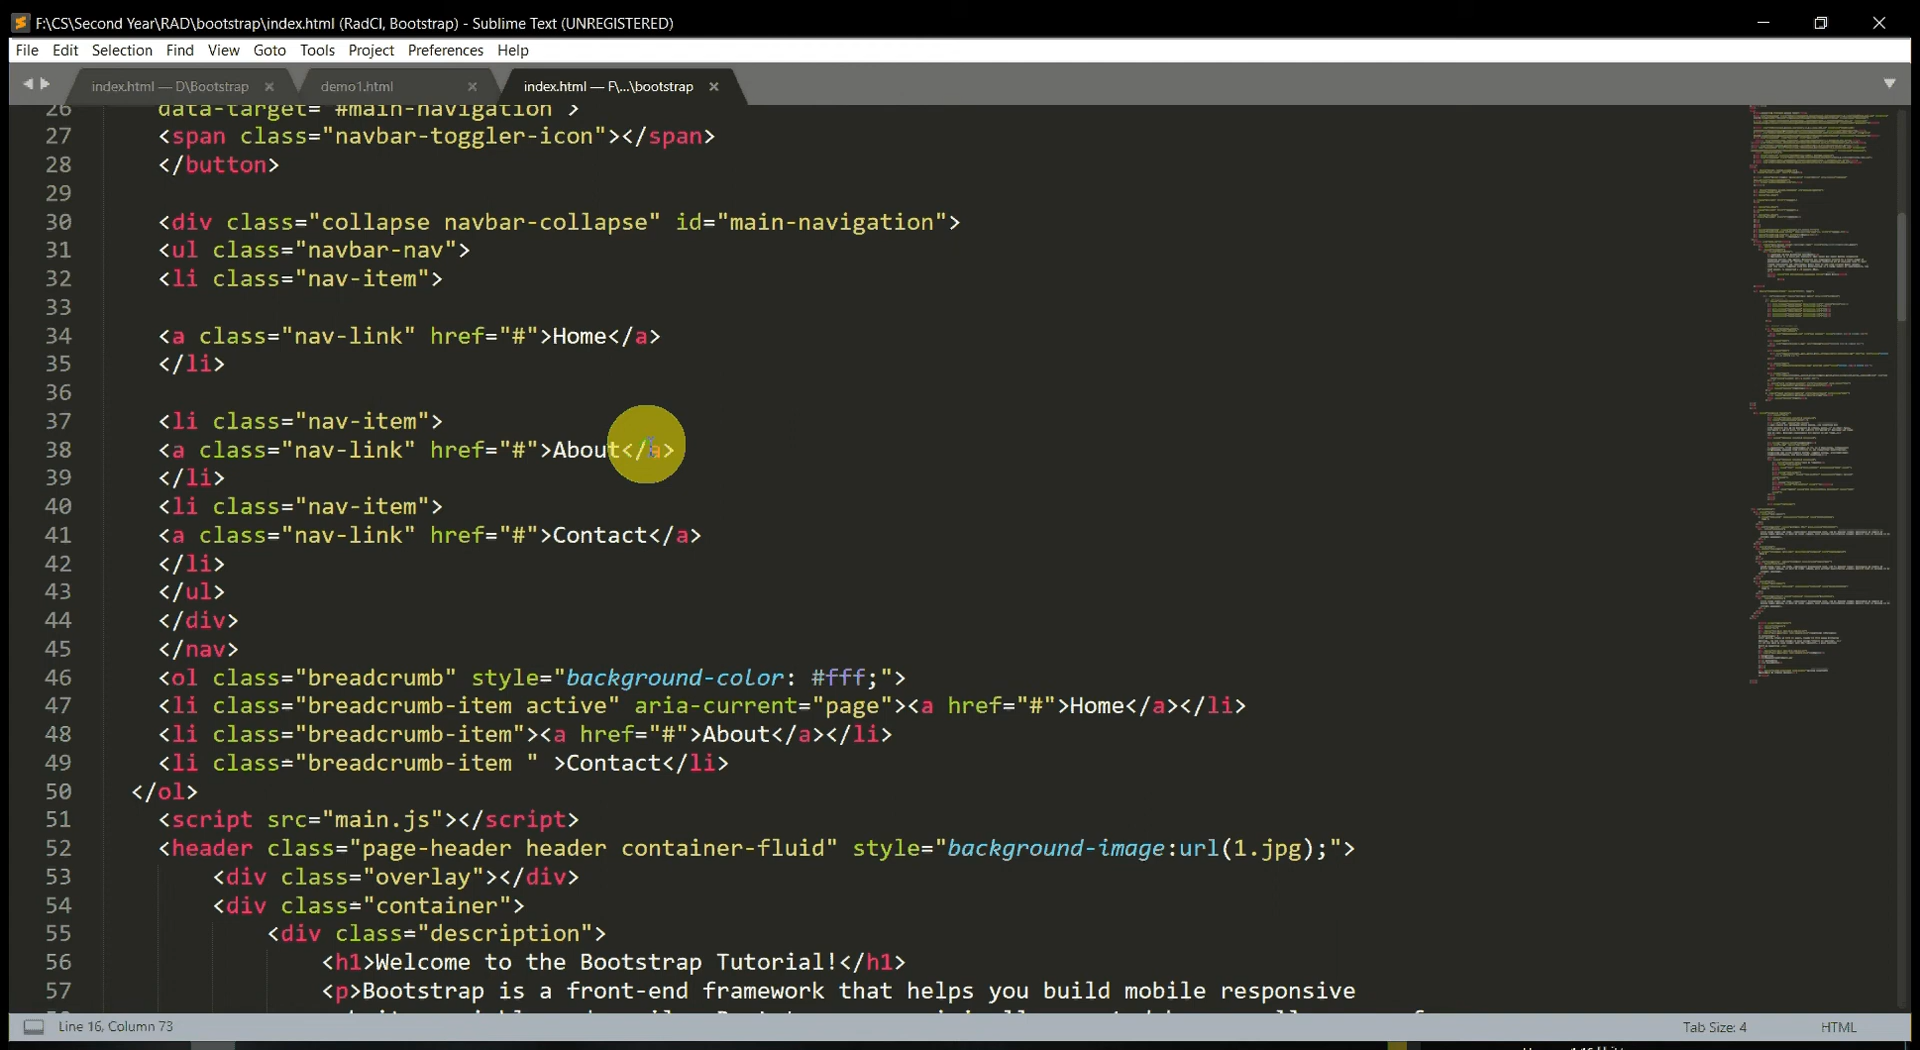 F:\CS\Second Year\RAD\bootstrap\index.html (RadCI, Bootstrap) - Sublime Text (UNREGISTERED)
File Edit Selection Find View Goto Tools Project Preferences Help
index.html — D\Bootstrap demo1.html index.html — F\...\bootstrap
26 data-target="#main-navigation">
27 <span class="navbar-toggler-icon"></span>
28 </button>
29
30 <div class="collapse navbar-collapse" id="main-navigation">
31 <ul class="navbar-nav">
32 <li class="nav-item">
33
34 <a class="nav-link" href="#">Home</a>
35 </li>
36
37 <li class="nav-item">
38 <a class="nav-link" href="#">About</a>
39 </li>
40 <li class="nav-item">
41 <a class="nav-link" href="#">Contact</a>
42 </li>
43 </ul>
44 </div>
45 </nav>
46 <ol class="breadcrumb" style="background-color: #fff;">
47 <li class="breadcrumb-item active" aria-current="page"><a href="#">Home</a></li>
48 <li class="breadcrumb-item"><a href="#">About</a></li>
49 <li class="breadcrumb-item " >Contact</li>
50 </ol>
51 <script src="main.js"></script>
52 <header class="page-header header container-fluid" style="background-image:url(1.jpg);">
53 <div class="overlay"></div>
54 <div class="container">
55 <div class="description">
56 <h1>Welcome to the Bootstrap Tutorial!</h1>
57 <p>Bootstrap is a front-end framework that helps you build mobile responsive
Line 16, Column 73 Tab Size: 4 HTML